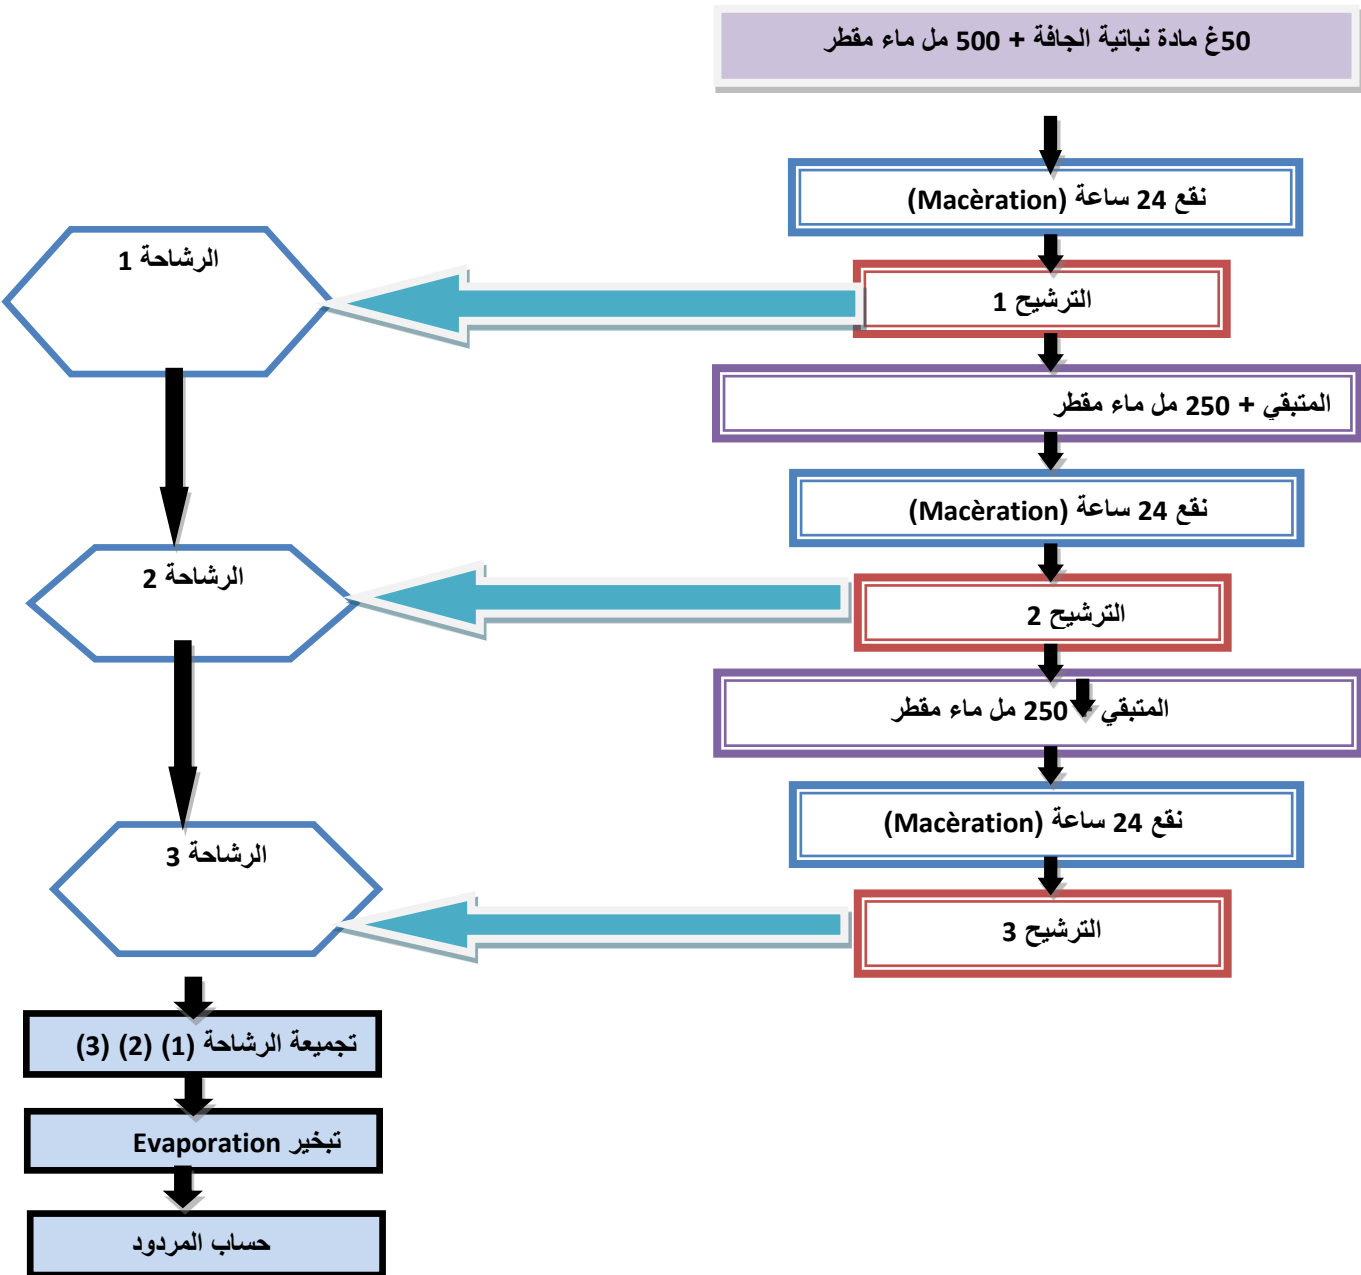 50غ مادة نباتية الجافة + 500 مل ماء مقطر
نقع 24 ساعة (Macèration)
الترشيح 1
الرشاحة 1
المتبقي + 250 مل ماء مقطر
نقع 24 ساعة (Macèration)
الترشيح 2
الرشاحة 2
المتبقي + 250 مل ماء مقطر
نقع 24 ساعة (Macèration)
الترشيح 3
الرشاحة 3
تجميعة الرشاحة (1) (2) (3)
تبخير Evaporation
حساب المردود